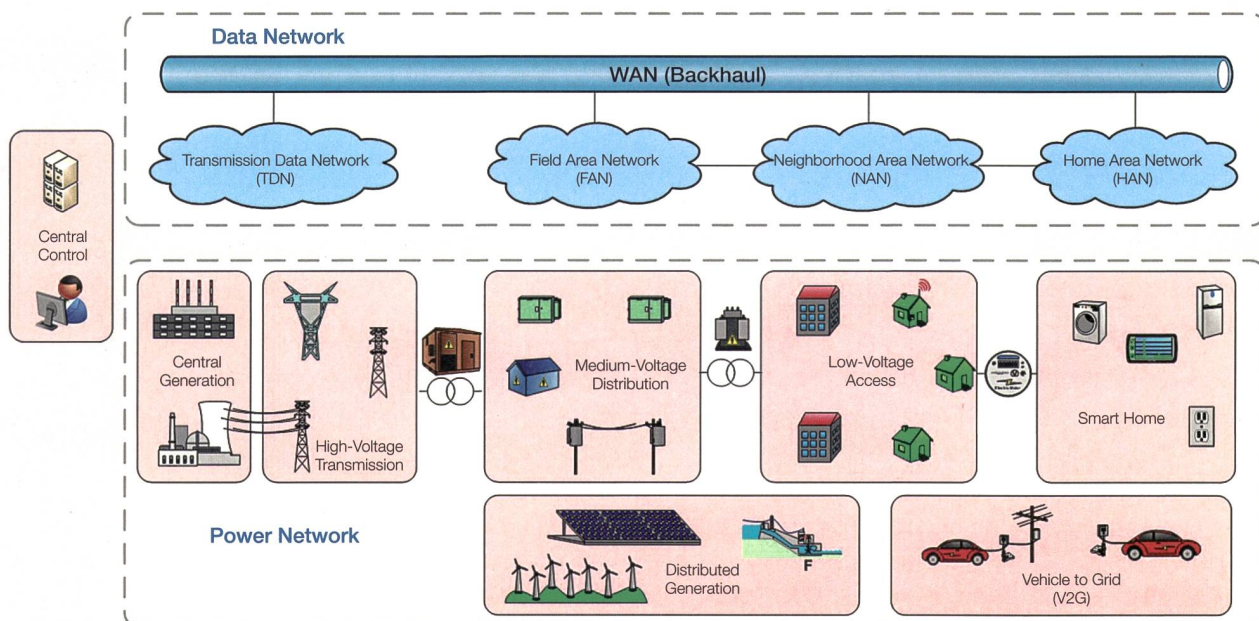 Data Network
WAN (Backhaul)
Transmission Data Network
(TDN)
Field Area Network
(FAN)
Neighborhood Area Network
(NAN)
Home Area Network
(HAN)
Central
Control
Central
Generation
High-Voltage
Transmission
Medium-Voltage
Distribution
Low-Voltage
Access
Smart Home
Power Network
Distributed
Generation
F
Vehicle to Grid
(V2G)